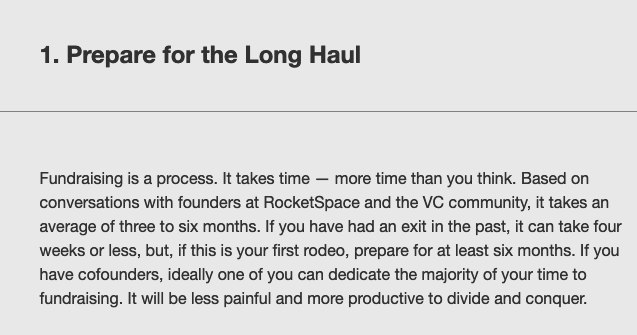 1. Prepare for the Long Haul
Fundraising is a process. It takes time — more time than you think. Based on
conversations with founders at RocketSpace and the VC community, it takes an
average of three to six months. If you have had an exit in the past, it can take four
weeks or less, but, if this is your first rodeo, prepare for at least six months. If you
have cofounders, ideally one of you can dedicate the majority of your time to
fundraising. It will be less painful and more productive to divide and conquer.